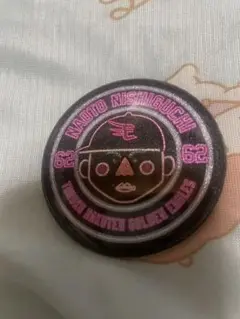 NAOTO NISHIGUCHI
62
62
TOHOKU RAKUTEN GOLDEN EAGLES